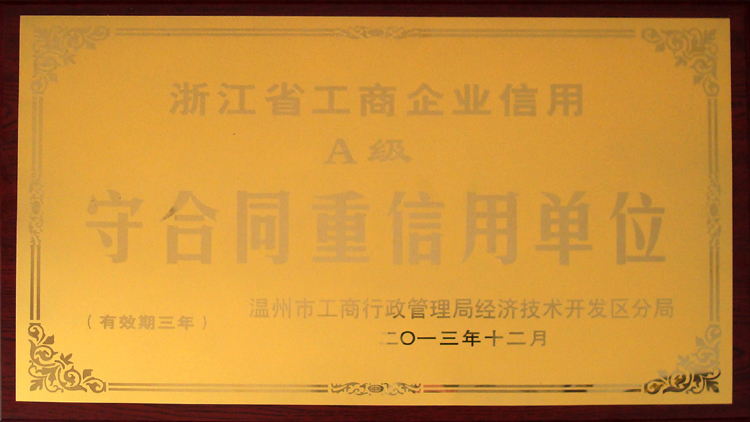 浙江省工商企业信用
A级
守合同重信用单位
温州市工商行政管理局经济技术开发区分局
（有效期三年）
二〇一三年十二月